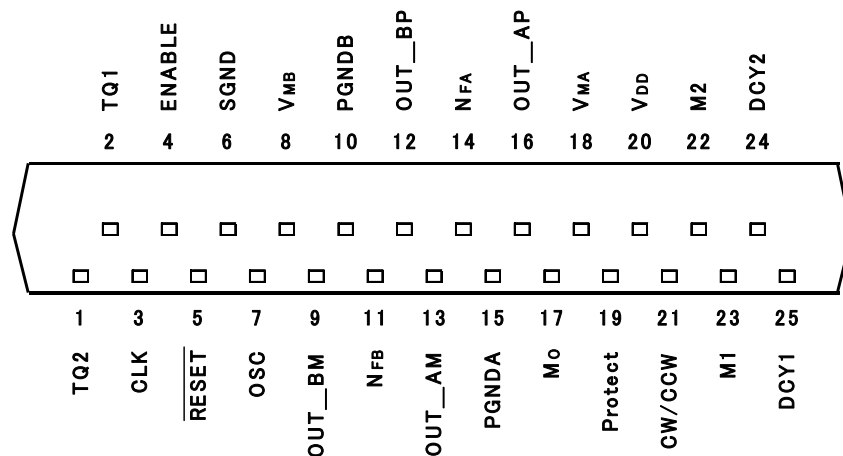 TQ1 ENABLE SGND VMB PGNDB OUT_BP NFA OUT_AP VMA VDD M2 DCY2
2 4 6 8 10 12 14 16 18 20 22 24
1 3 5 7 9 11 13 15 17 19 21 23 25
TQ2 CLK RESET OSC OUT_BM NFB OUT_AM PGNDA MO Protect CW/CCW M1 DCY1